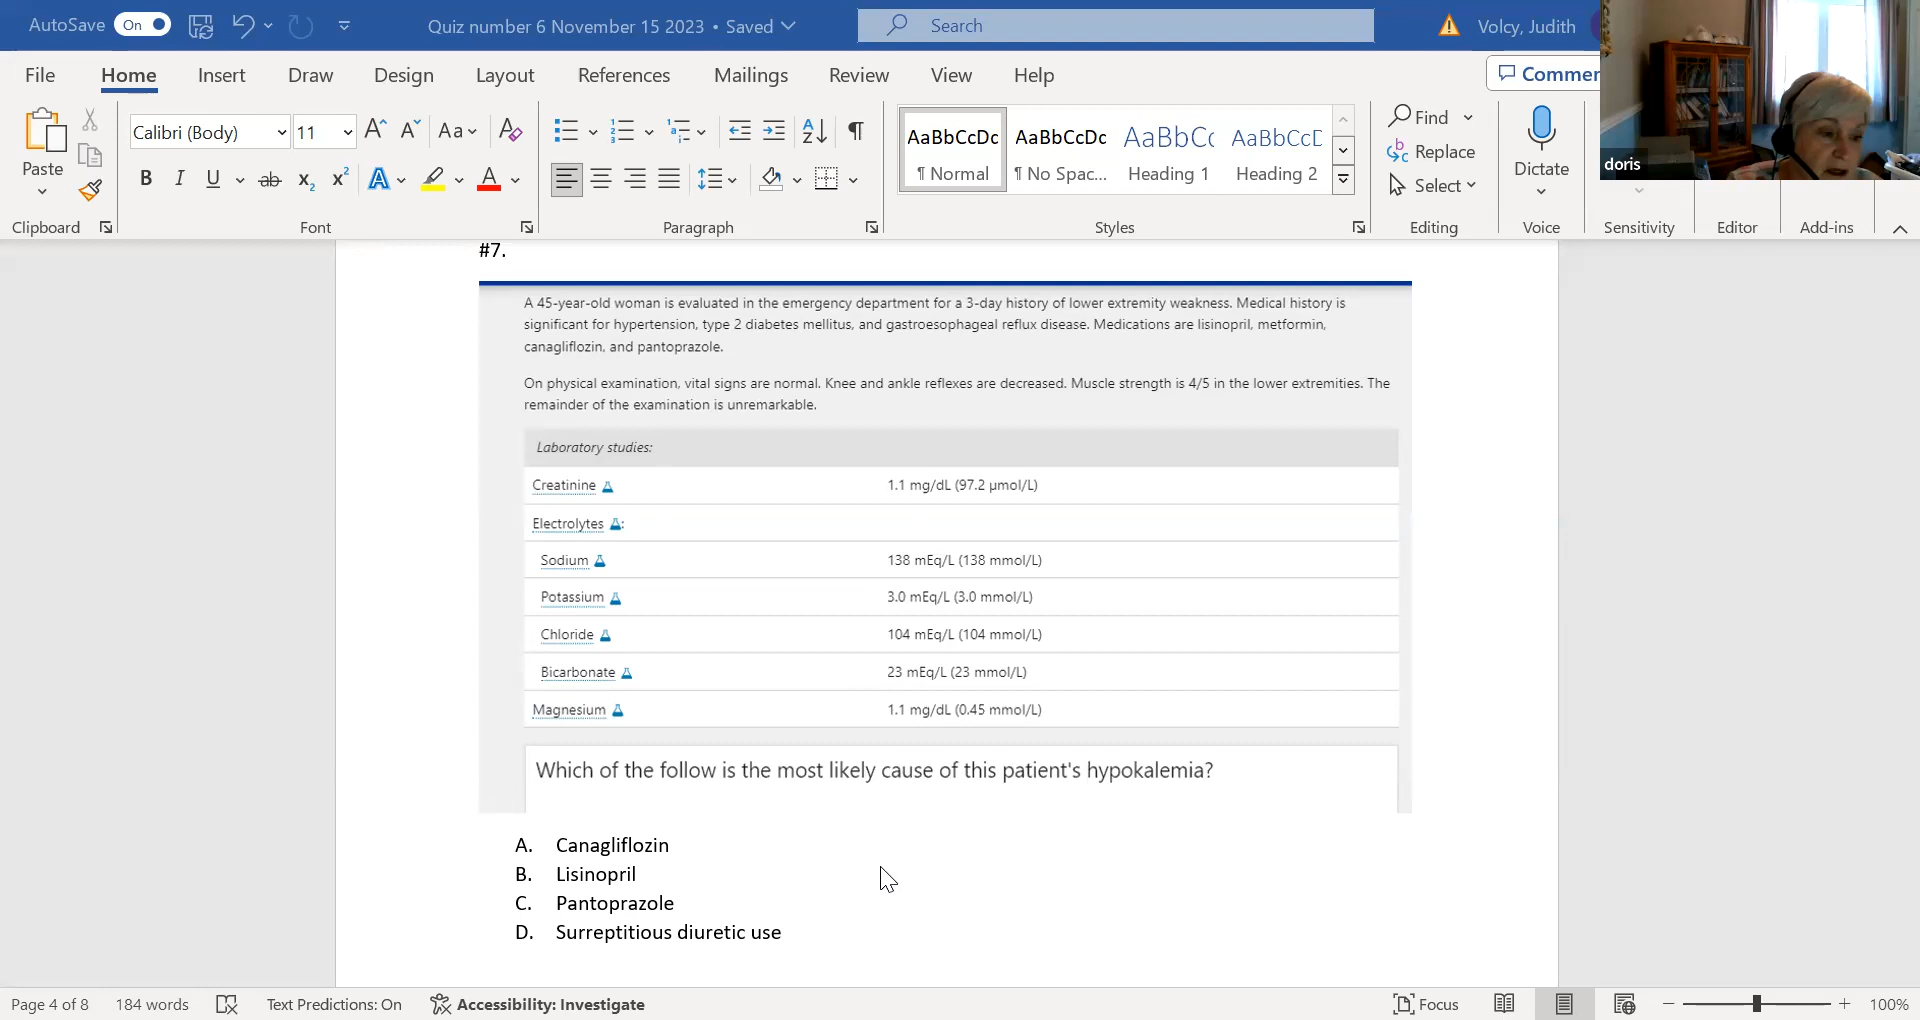 AutoSave On Quiz number 6 November 15 2023 • Saved Search Volcy, Judith
File Home Insert Draw Design Layout References Mailings Review View Help
doris
Calibri (Body) 11 Aa AaBbCcDc AaBbCcDc Find
Paste Replace
B I U ab x2 x2 A A ¶ Normal ¶ No Spac... Heading 1 Heading 2 Select Dictate
Clipboard Font Paragraph Styles Editing Voice Sensitivity Editor Add-ins
#7.
A 45-year-old woman is evaluated in the emergency department for a 3-day history of lower extremity weakness. Medical history is
significant for hypertension, type 2 diabetes mellitus, and gastroesophageal reflux disease. Medications are lisinopril, metformin,
canagliflozin, and pantoprazole.
On physical examination, vital signs are normal. Knee and ankle reflexes are decreased. Muscle strength is 4/5 in the lower extremities. The
remainder of the examination is unremarkable.
Laboratory studies:
Creatinine 1.1 mg/dL (97.2 µmol/L)
Electrolytes :
Sodium 138 mEq/L (138 mmol/L)
Potassium 3.0 mEq/L (3.0 mmol/L)
Chloride 104 mEq/L (104 mmol/L)
Bicarbonate 23 mEq/L (23 mmol/L)
Magnesium 1.1 mg/dL (0.45 mmol/L)
Which of the follow is the most likely cause of this patient's hypokalemia?
A. Canagliflozin
B. Lisinopril
C. Pantoprazole
D. Surreptitious diuretic use
Page 4 of 8 184 words Text Predictions: On Accessibility: Investigate Focus 100%